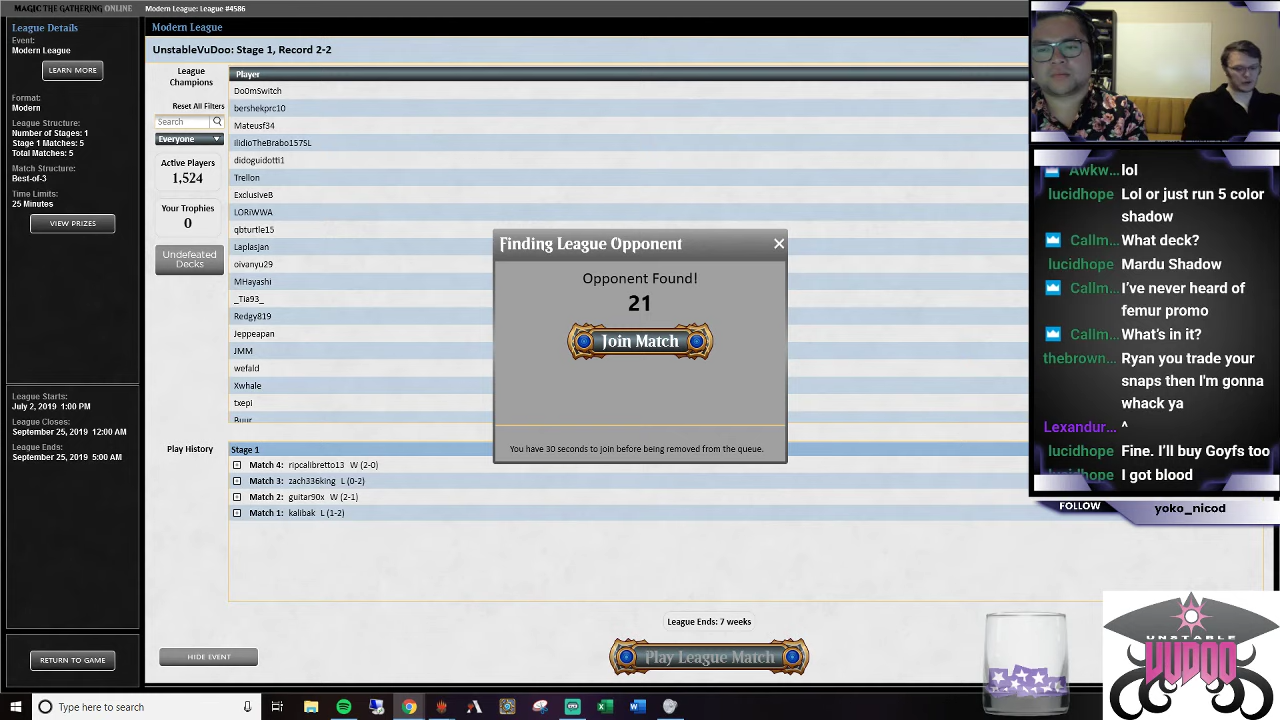 MAGIC THE GATHERING ONLINE
Modern League: League #4586
League Details
Event:
Modern League
LEARN MORE
Format:
Modern
League Structure:
Number of Stages: 1
Stage 1 Matches: 5
Total Matches: 5
Match Structure:
Best-of-3
Time Limits:
25 Minutes
VIEW PRIZES
League Starts:
July 2, 2019 1:00 PM
League Closes:
September 25, 2019 12:00 AM
League Ends:
September 25, 2019 5:00 AM
RETURN TO GAME
Modern League
UnstableVuDoo: Stage 1, Record 2-2
League
Champions
Reset All Filters
Search
Everyone
Active Players
1,524
Your Trophies
0
Undefeated
Decks
Player
Do0mSwitch
bershekprc10
Mateusf34
ilIdioTheBrabo157SL
didoguidotti1
Trellon
ExclusiveB
LORiWWA
qbturtle15
Laplasjan
oivanyu29
MHayashi
_Tia93_
Redgy819
Jeppeapan
JMM
wefald
Xwhale
txepi
Buur
Finding League Opponent
Opponent Found!
21
Join Match
You have 30 seconds to join before being removed from the queue.
Play History
Stage 1
Match 4: ripcalibretto13 W (2-0)
Match 3: zach336king L (0-2)
Match 2: guitar90x W (2-1)
Match 1: kalibak L (1-2)
League Ends: 7 weeks
HIDE EVENT
Play League Match
Awkw... lol
lucidhope Lol or just run 5 color
shadow
Callm... What deck?
lucidhope Mardu Shadow
Callm... I've never heard of
femur promo
Callm... What's in it?
thebrown... Ryan you trade your
snaps then I'm gonna
whack ya
Lexandur... ^
lucidhope Fine. I'll buy Goyfs too
lucidhope I got blood
FOLLOW yoko_nicod
UNSTABLE
VUDOO
Type here to search